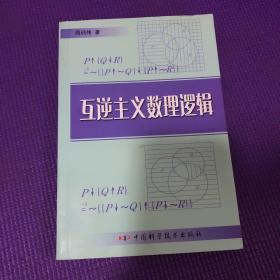 周训伟 著
P↑(Q↓R)
=~{(P↑~Q)↓(P↑~R)}
互逆主义数理逻辑
P↓(Q↑R)
=~{(P↓~Q)↑(P↓~R)}
中国科学技术出版社